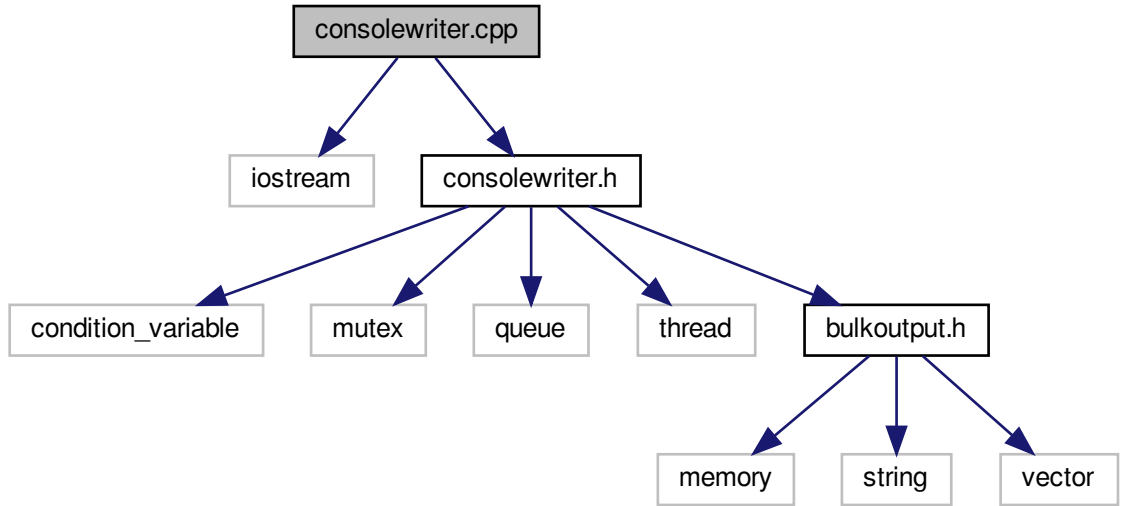 consolewriter.cpp
iostream
consolewriter.h
condition_variable
mutex
queue
thread
bulkoutput.h
memory
string
vector